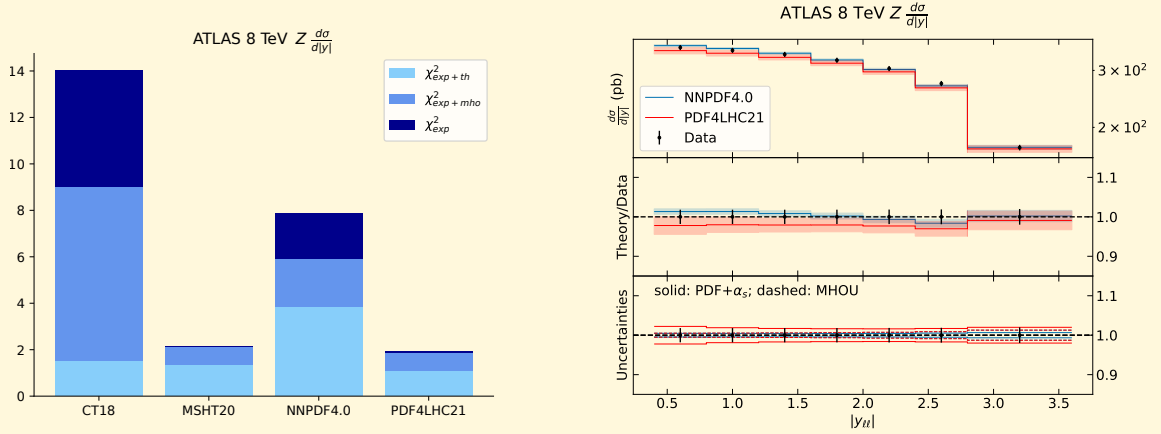 ATLAS 8 TeV Z dσ/d|y|
14
12
10
8
6
4
2
0
χ²exp+th
χ²exp+mho
χ²exp
CT18 MSHT20 NNPDF4.0 PDF4LHC21
ATLAS 8 TeV Z dσ/d|y|
dσ/d|y| (pb)
3 × 10²
2 × 10²
NNPDF4.0
PDF4LHC21
Data
Theory/Data
1.1
1.0
0.9
Uncertainties
solid: PDF+αs; dashed: MHOU
1.1
1.0
0.9
0.5 1.0 1.5 2.0 2.5 3.0 3.5
|yℓℓ|